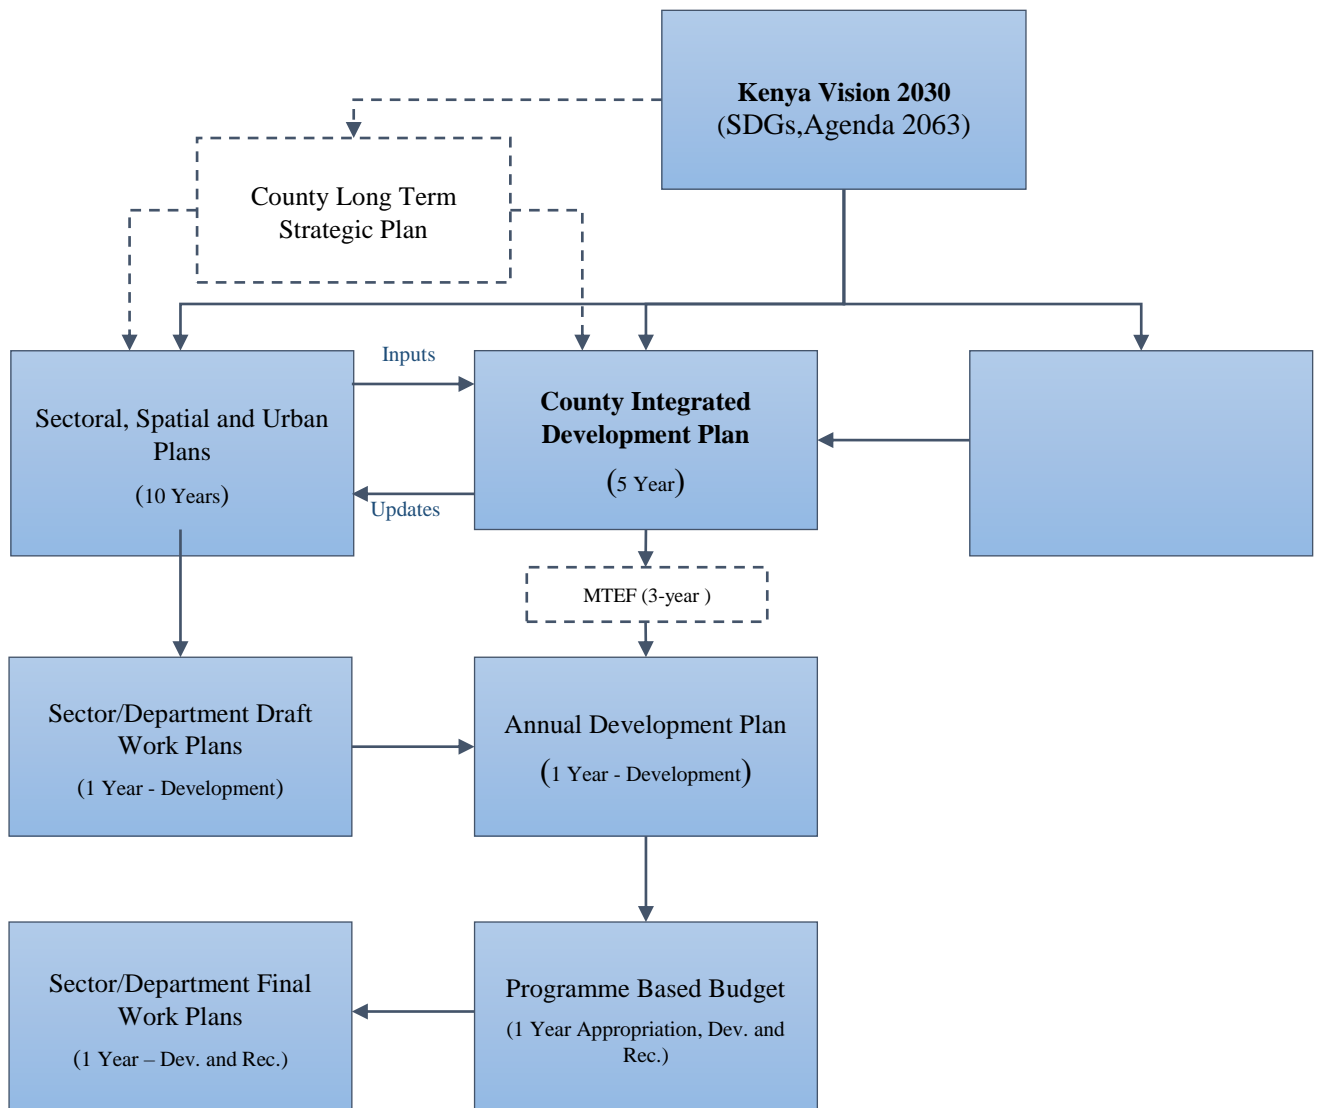 Kenya Vision 2030
(SDGs,Agenda 2063)
County Long Term
Strategic Plan
Inputs
Sectoral, Spatial and Urban
Plans
(10 Years)
County Integrated
Development Plan
(5 Year)
Updates
MTEF (3-year )
Sector/Department Draft
Work Plans
(1 Year - Development)
Annual Development Plan
(1 Year - Development)
Sector/Department Final
Work Plans
(1 Year – Dev. and Rec.)
Programme Based Budget
(1 Year Appropriation, Dev. and
Rec.)